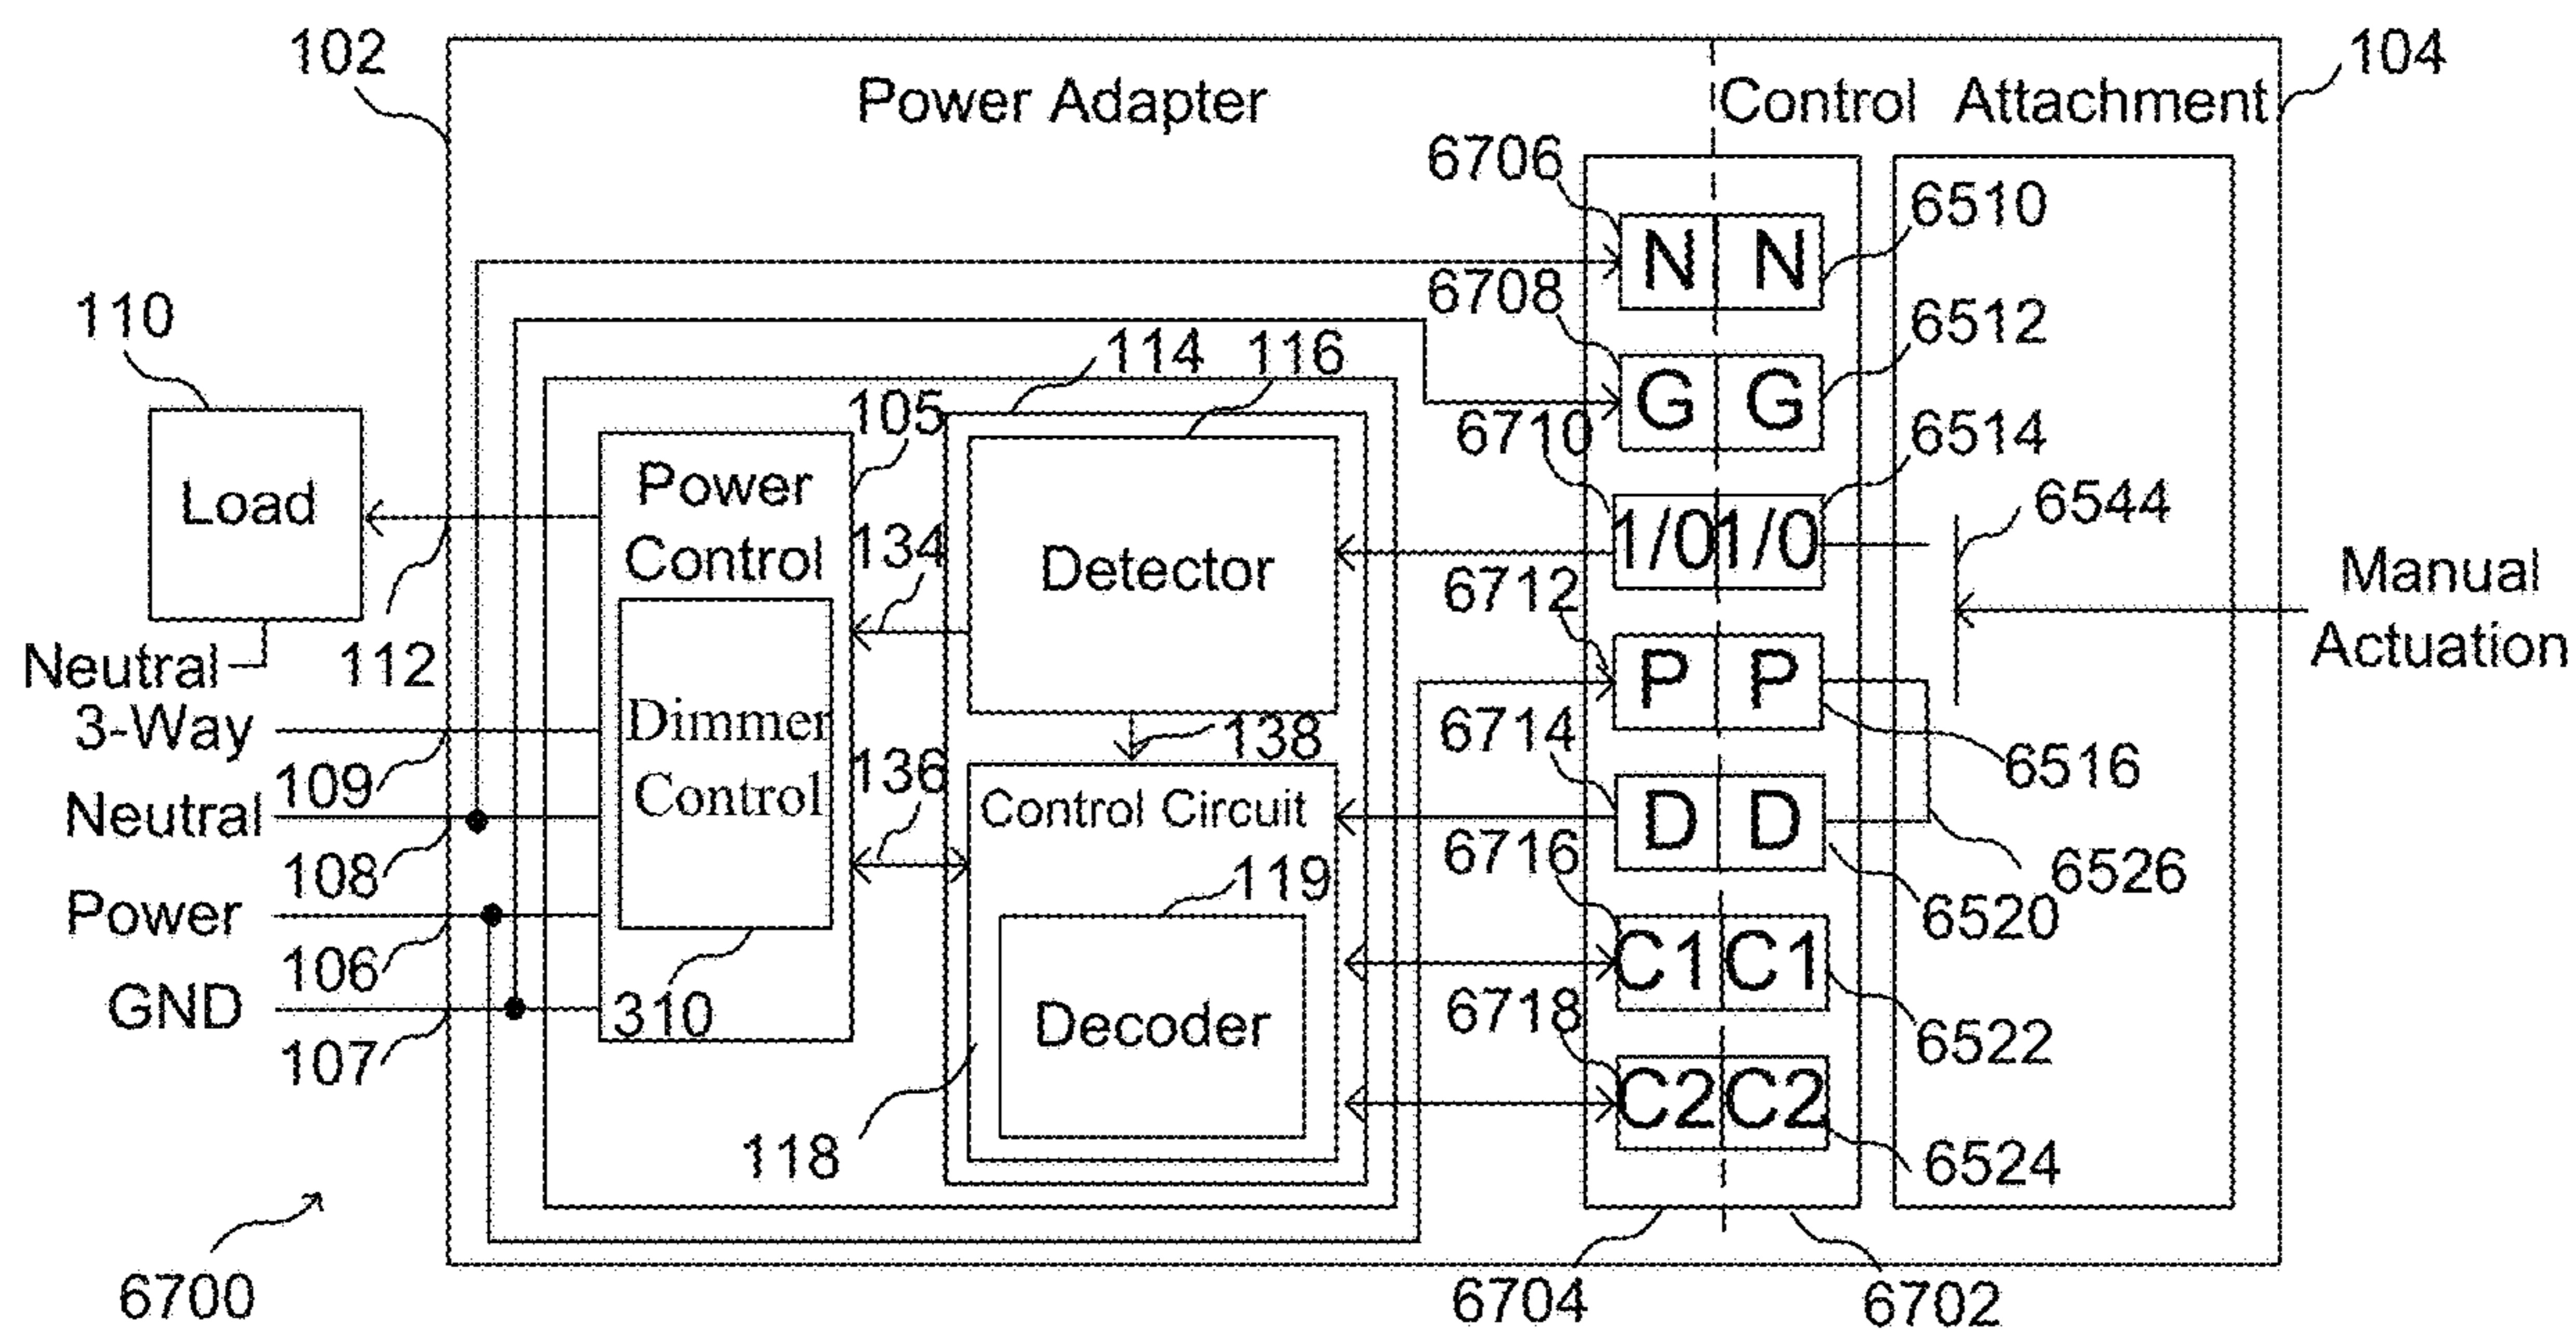 102
104
Power Adapter
Control Attachment
6706
6510
N N
6708
6512
110
114
116
G G
105
6710
6514
Load
Power
Control
134
Detector
1/0 1/0
6544
6712
Manual
Actuation
Neutral
112
P P
3-Way
Dimmer
Control
138
6714
6516
109
136
Neutral
Control Circuit
D D
108
119
6716
6526
6520
Power
106
C1 C1
GND
310
Decoder
6718
6522
107
118
C2 C2
6524
6700
6704
6702